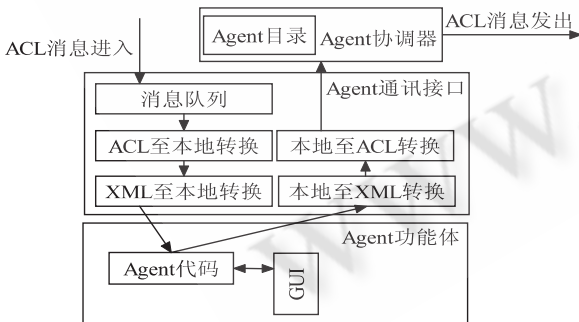 ACL消息进入
Agent目录
Agent协调器
ACL消息发出
Agent通讯接口
消息队列
ACL至本地转换
本地至ACL转换
XML至本地转换
本地至XML转换
Agent功能体
Agent代码
GUI
WWW